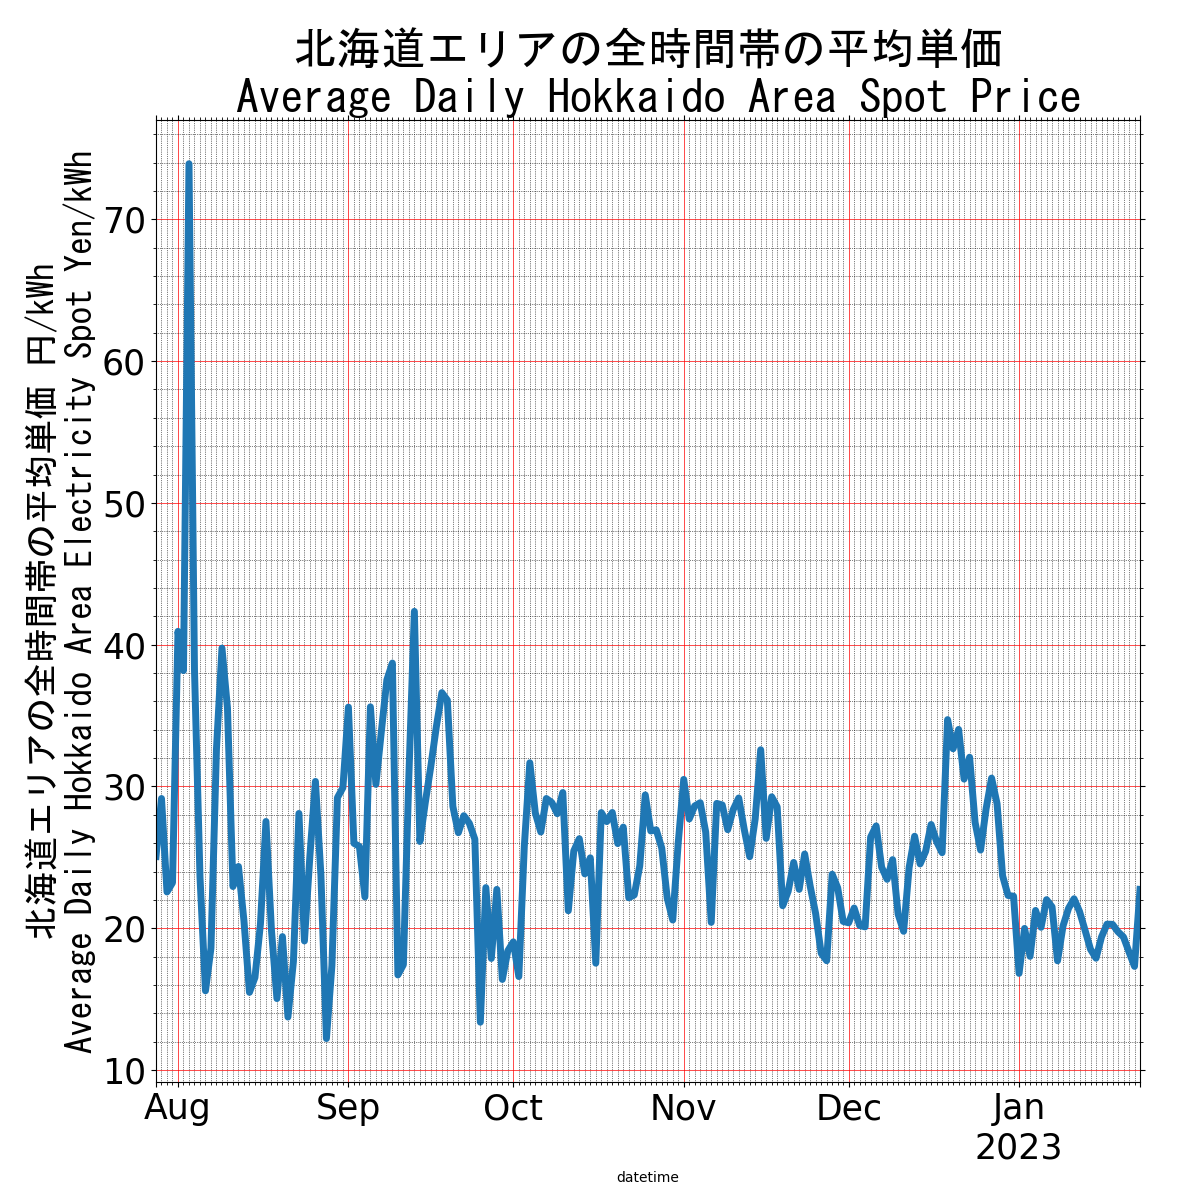 北海道エリアの全時間帯の平均単価
Average Daily Hokkaido Area Spot Price
北海道エリアの全時間帯の平均単価 円/kWh
Average Daily Hokkaido Area Electricity Spot Yen/kWh
70
60
50
40
30
20
10
Aug Sep Oct Nov Dec Jan
2023
datetime